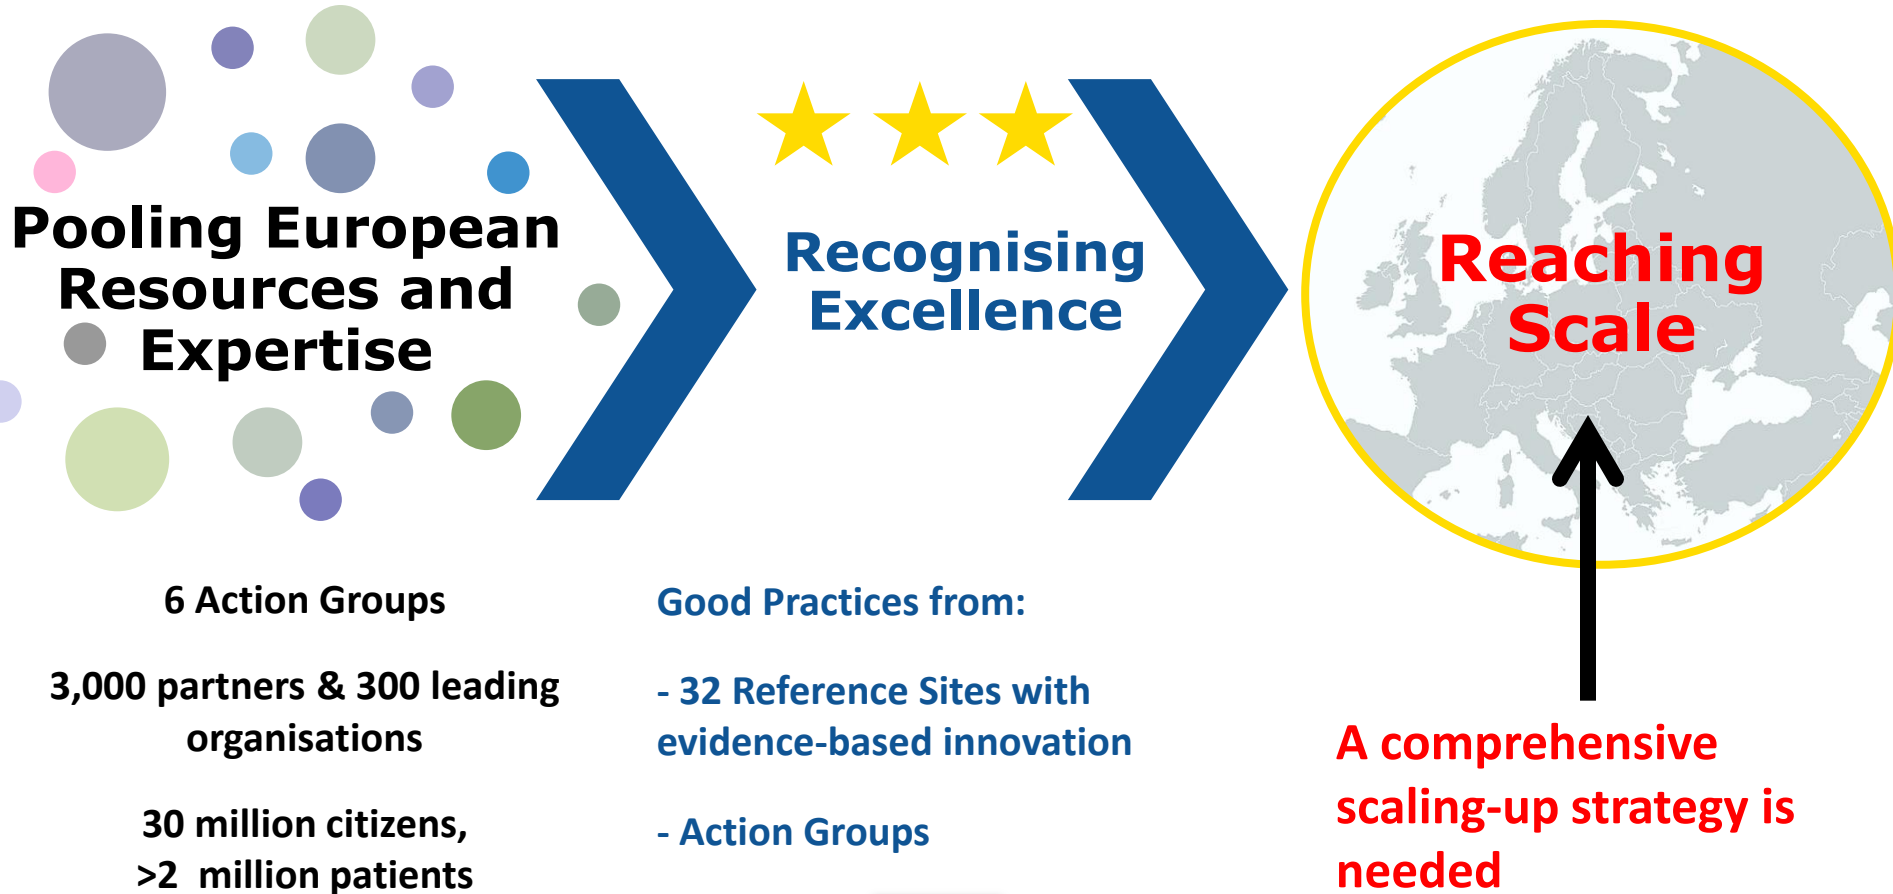 Pooling European
Resources and
Expertise
Recognising
Excellence
Reaching
Scale
6 Action Groups
3,000 partners & 300 leading
organisations
30 million citizens,
>2 million patients
Good Practices from:
- 32 Reference Sites with
evidence-based innovation
- Action Groups
A comprehensive
scaling-up strategy is
needed